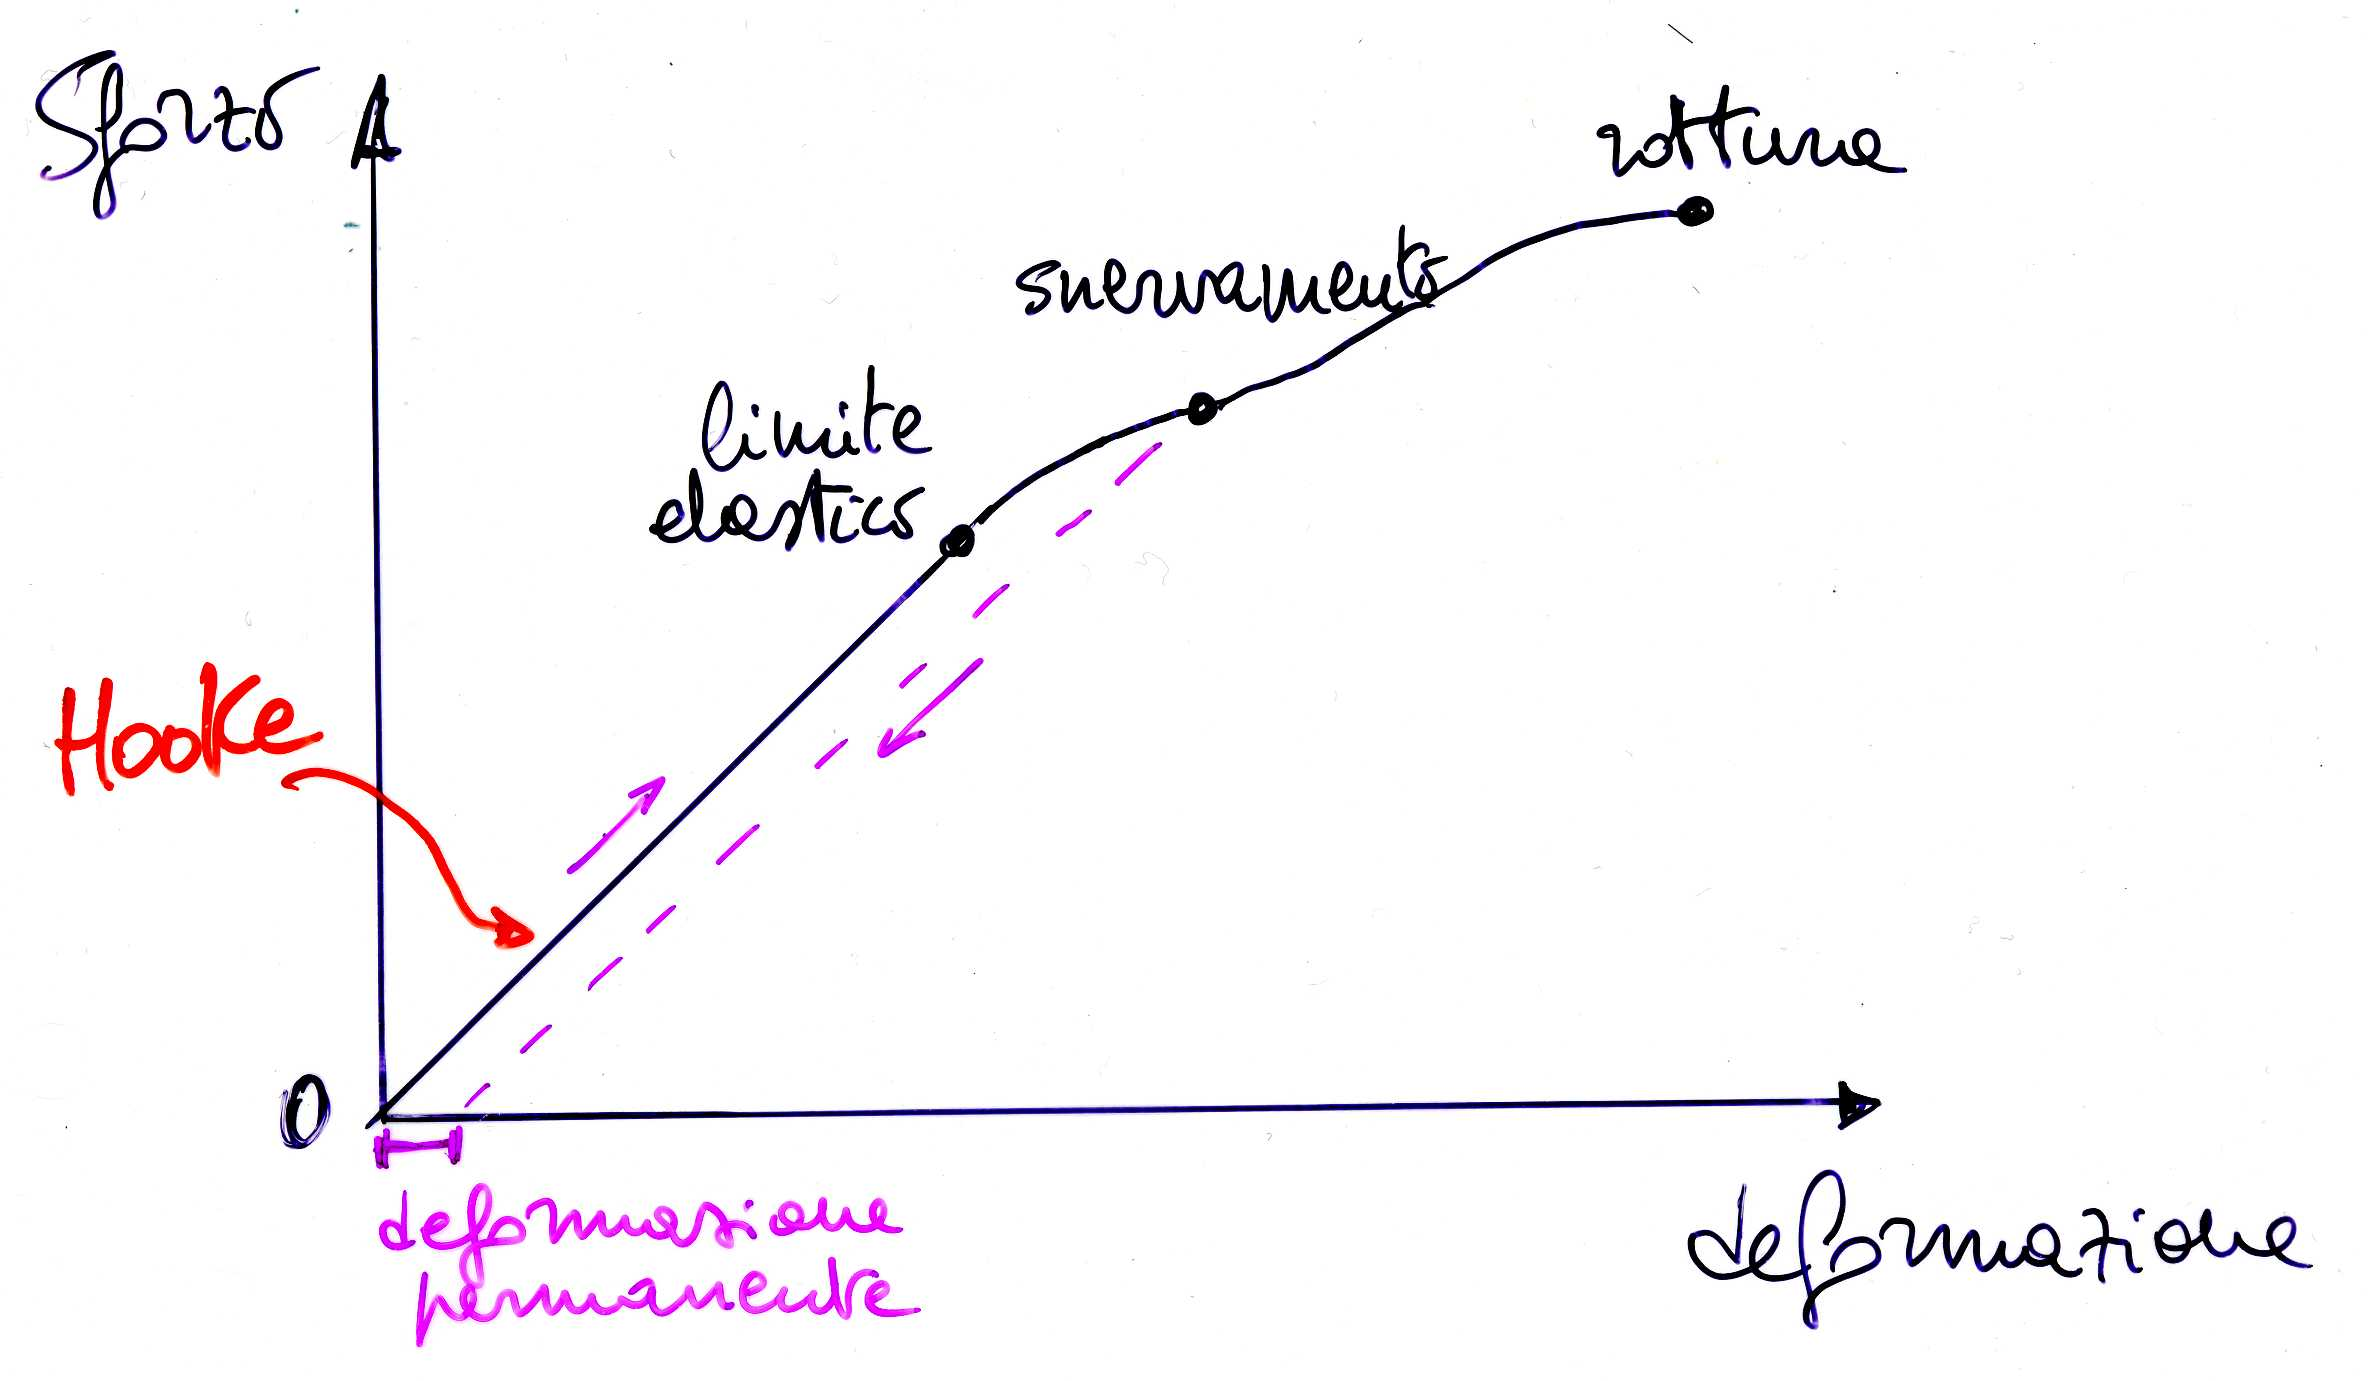 Sforzo
rottura
snervamento
limite
elastico
Hooke
0
deformazione
permanente
deformazione